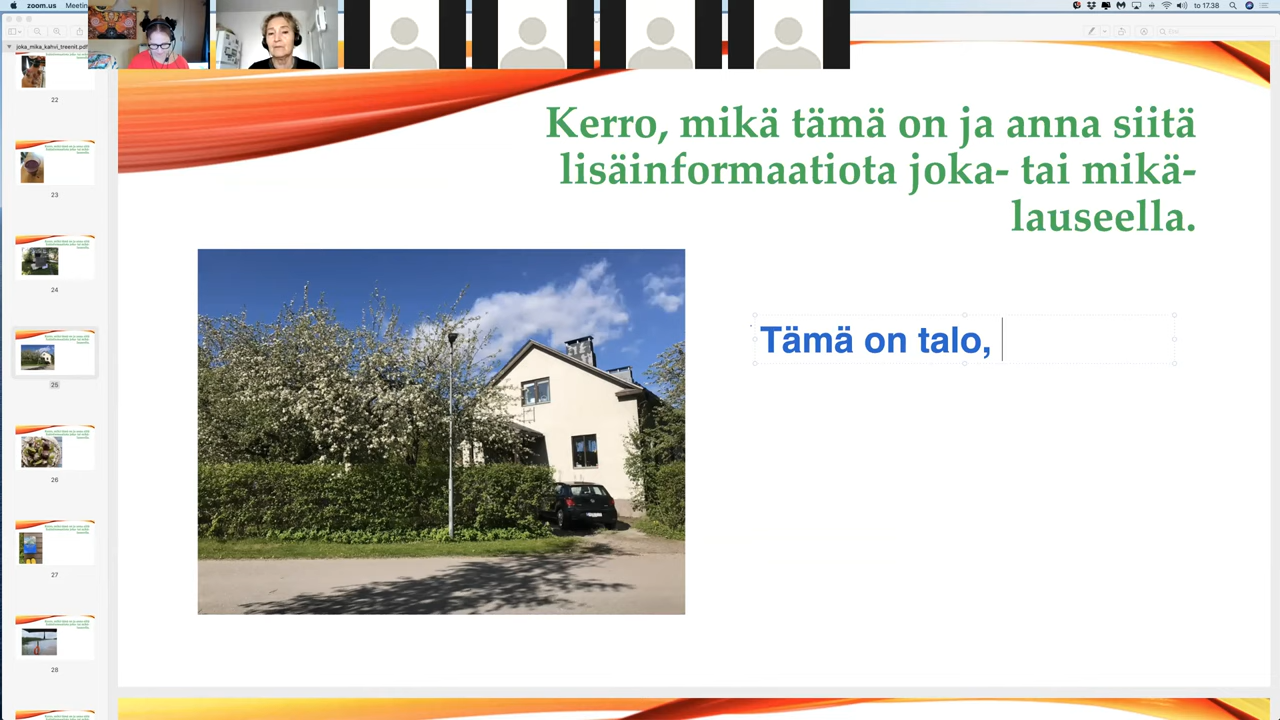 zoom.us Meetin
to 17.38
joka_mika_kahvi_treenit.pdf
Kerro, mikä tämä on ja anna siitä
lisäinformaatiota joka- tai mikä-
lauseella.
Tämä on talo,
22
23
24
25
26
27
28